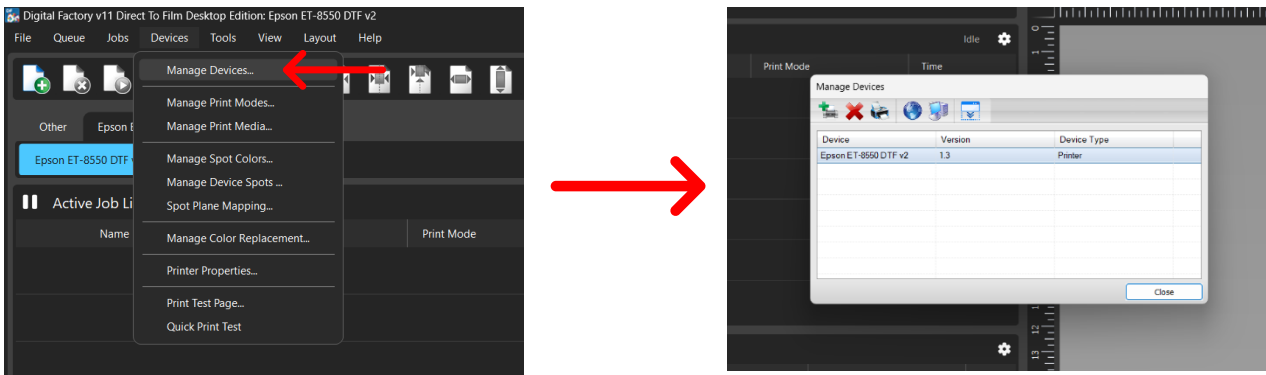 Digital Factory v11 Direct To Film Desktop Edition: Epson ET-8550 DTF v2
File Queue Jobs Devices Tools View Layout Help
Manage Devices...
Manage Print Modes...
Manage Print Media...
Manage Spot Colors...
Manage Device Spots ...
Spot Plane Mapping...
Manage Color Replacement...
Printer Properties...
Print Test Page...
Quick Print Test
Other Epson E
Epson ET-8550 DTF
Active Job Li
Name Print Mode
Idle
Print Mode Time
Manage Devices
Device Version Device Type
Epson ET-8550 DTF v2 1.3 Printer
Close
0
1
12
13